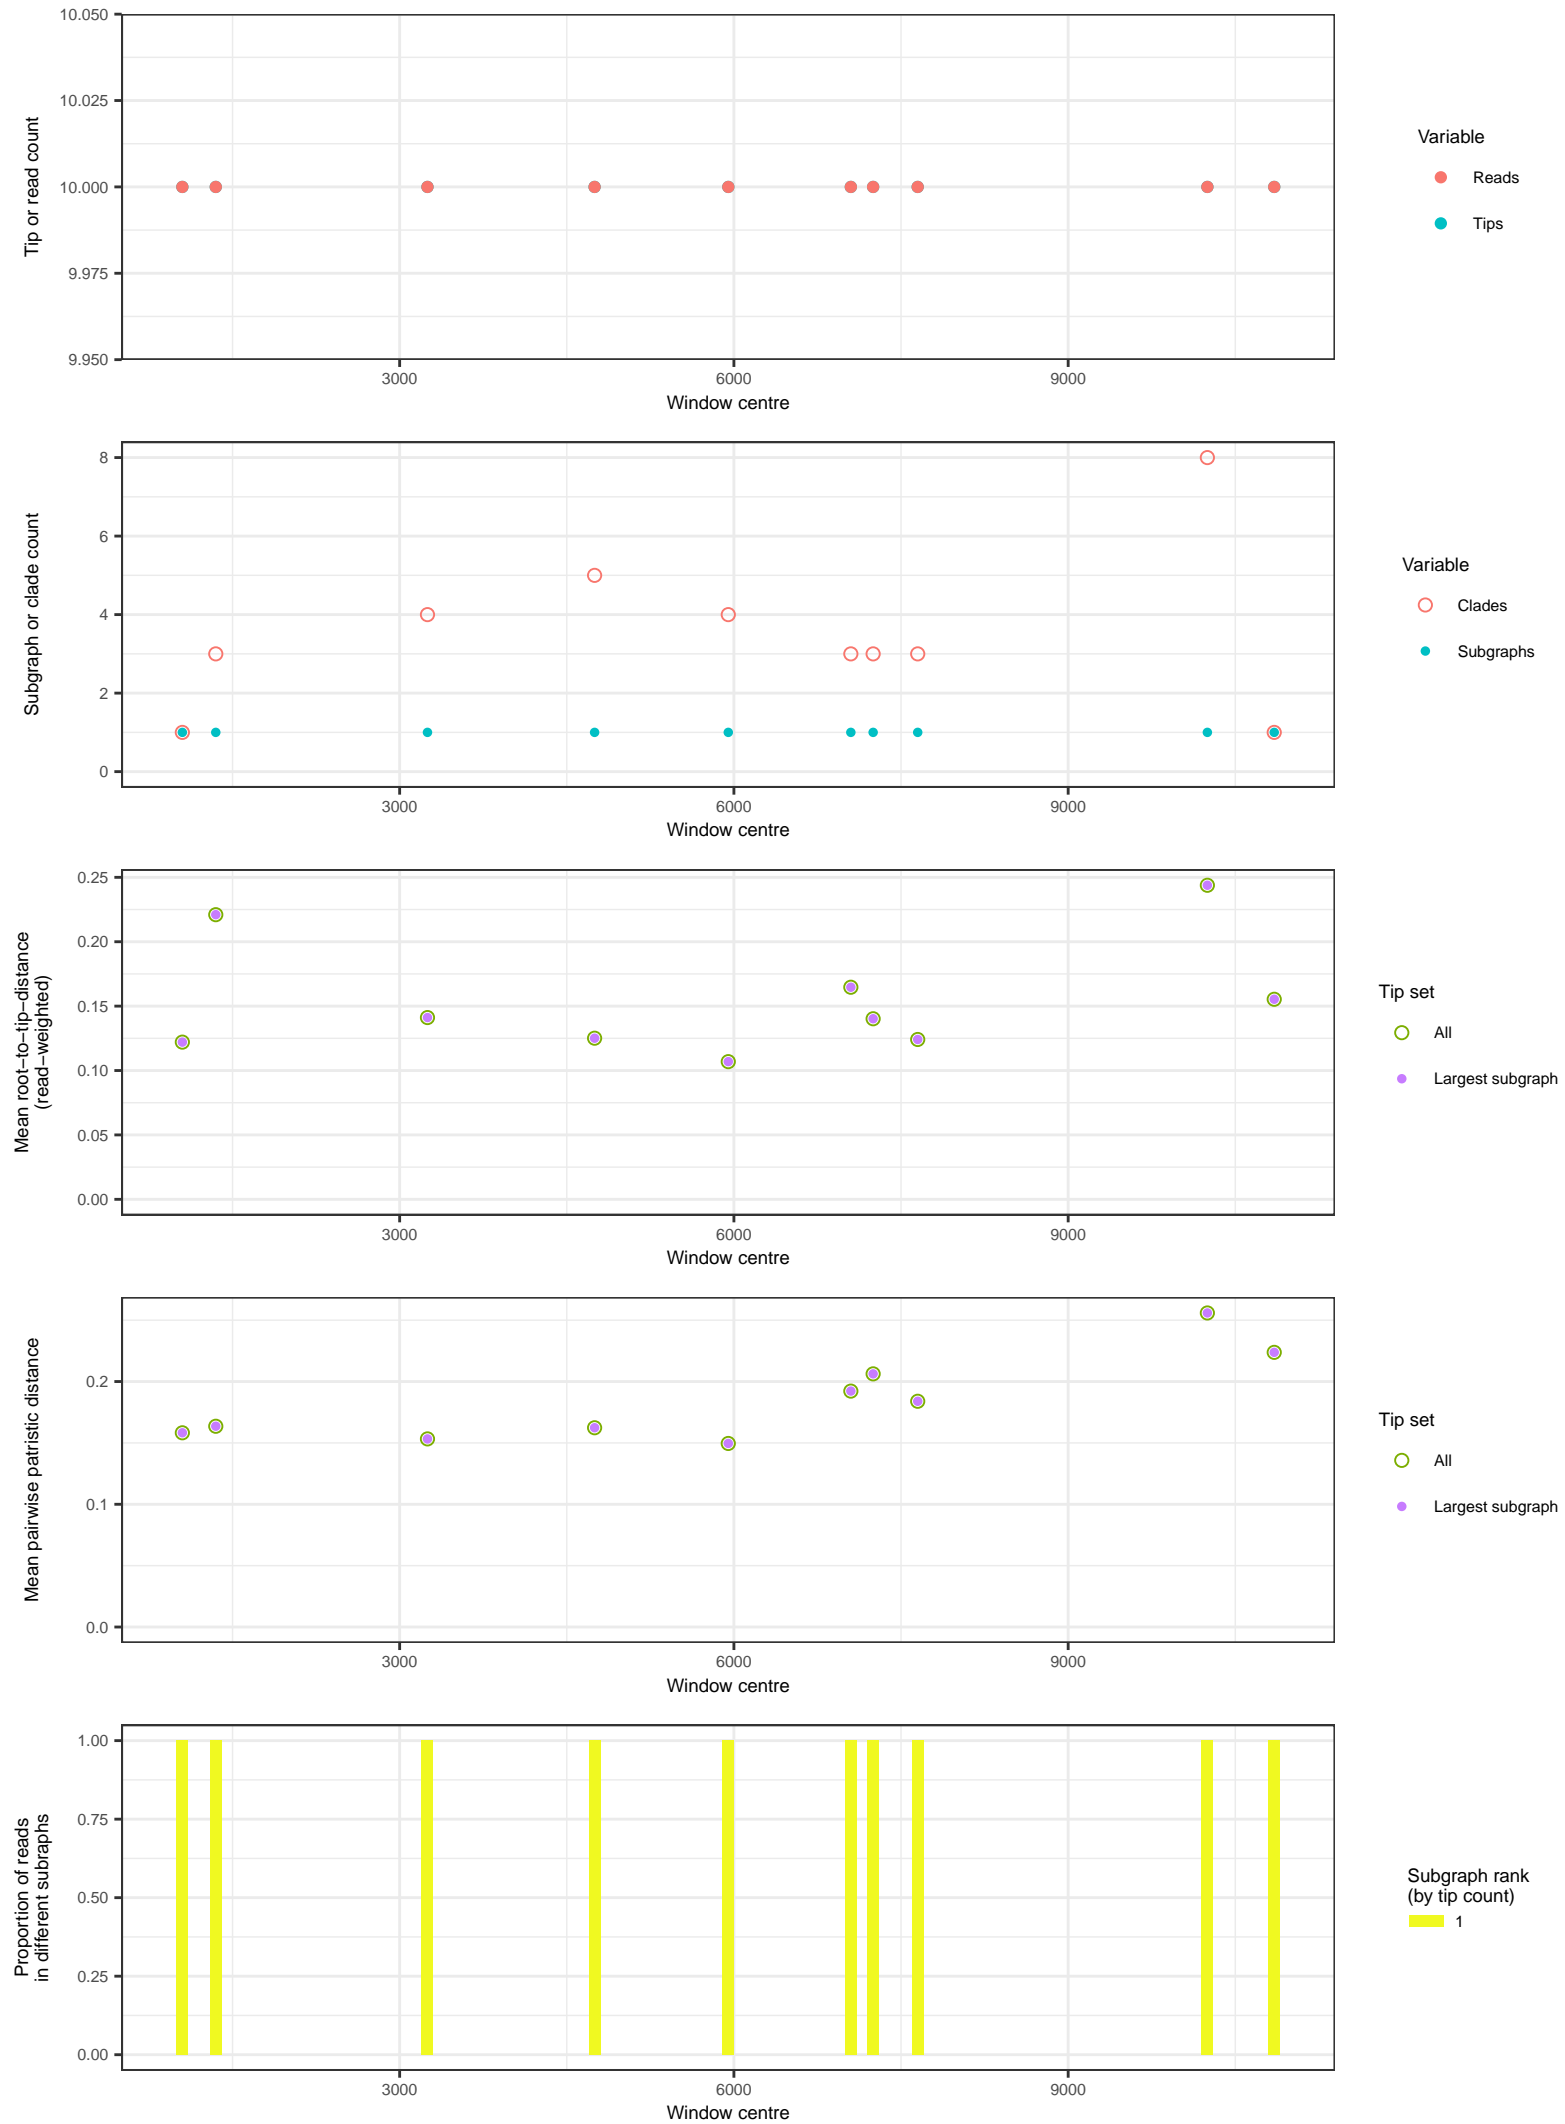 10.050
10.025
10.000
9.975
9.950
Tip or read count
3000
6000
9000
Window centre
Variable
Reads
Tips
8
6
4
2
0
Subgraph or clade count
3000
6000
9000
Window centre
Variable
Clades
Subgraphs
0.25
0.20
0.15
0.10
0.05
0.00
Mean root−to−tip−distance
(read−weighted)
3000
6000
9000
Window centre
Tip set
All
Largest subgraph
0.2
0.1
0.0
Mean pairwise patristic distance
3000
6000
9000
Window centre
Tip set
All
Largest subgraph
1.00
0.75
0.50
0.25
0.00
Proportion of reads
in different subraphs
3000
6000
9000
Window centre
Subgraph rank
(by tip count)
1